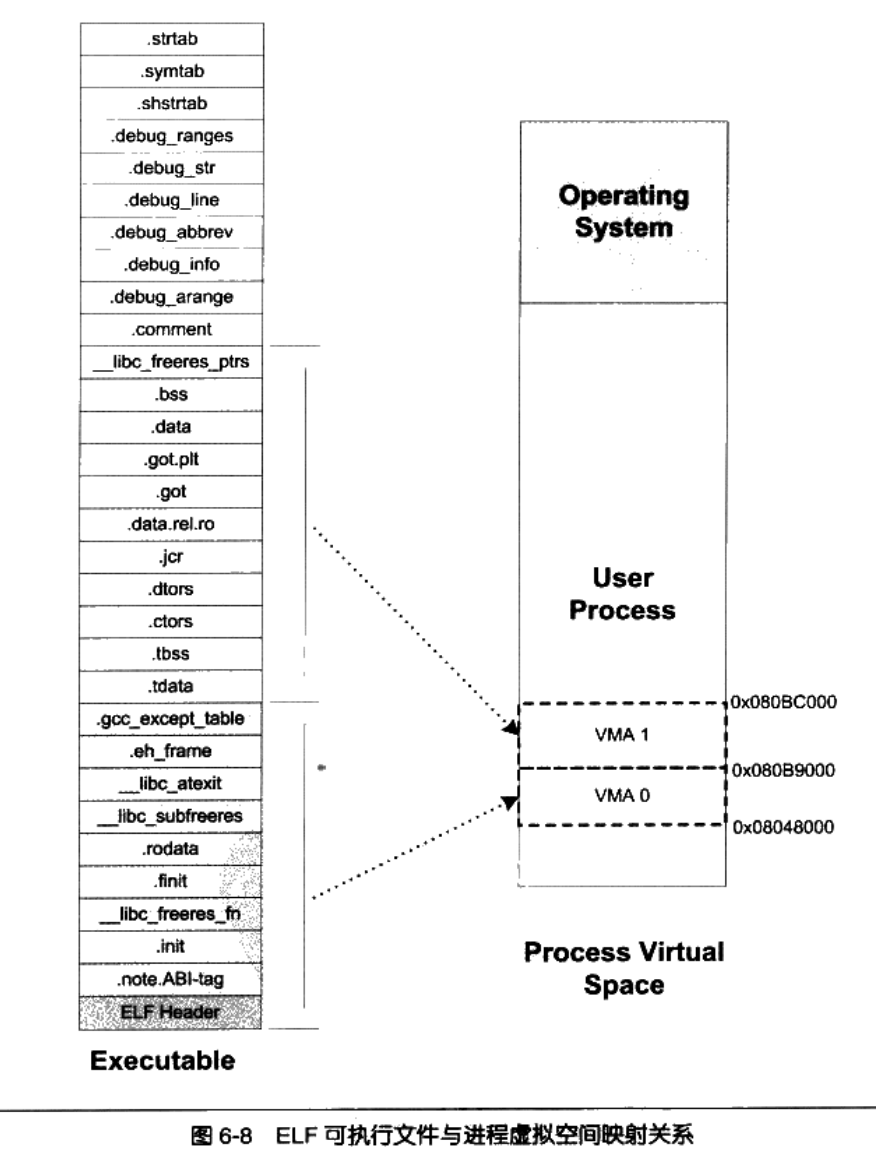 .strtab
.symtab
.shstrtab
.debug_ranges
.debug_str
.debug_line
.debug_abbrev
.debug_info
.debug_arange
.comment
__libc_freeres_ptrs
.bss
.data
.got.plt
.got
.data.rel.ro
.jcr
.dtors
.ctors
.tbss
.tdata
.gcc_except_table
.eh_frame
__libc_atexit
__libc_subfreeres
.rodata
.finit
__libc_freeres_fn
.init
.note.ABI-tag
ELF Header
Executable
Operating
System
User
Process
0x080BC000
VMA 1
0x080B9000
VMA 0
0x08048000
Process Virtual
Space
图 6-8 ELF 可执行文件与进程虚拟空间映射关系